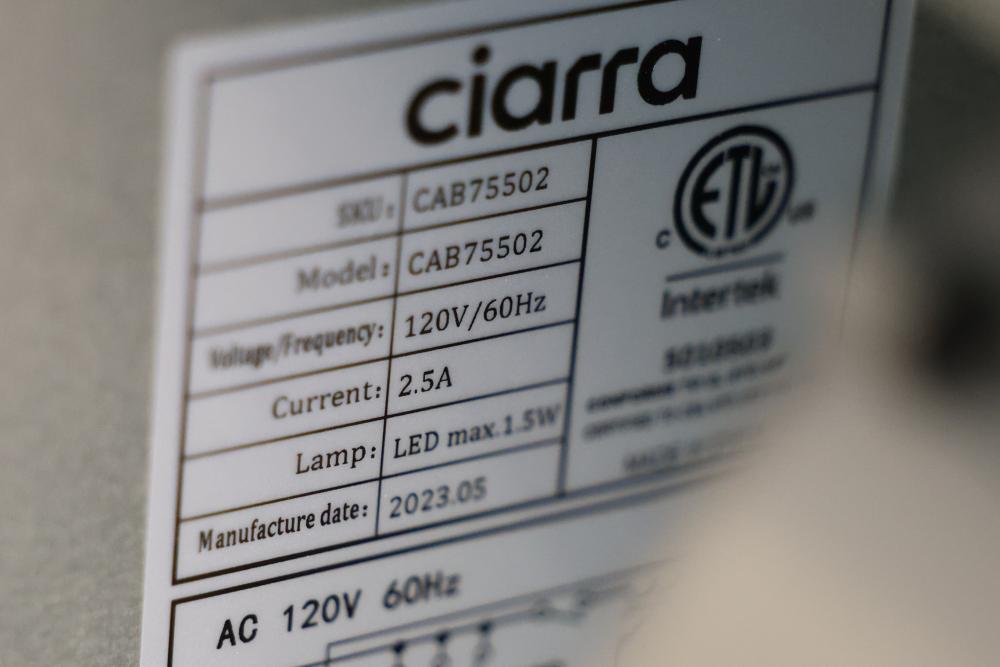 ciarra
SKU: CAB75502
Model: CAB75502
Voltage/Frequency: 120V/60Hz
Current: 2.5A
Lamp: LED max.1.5W
Manufacture date: 2023.05
ETL
C US
Intertek
AC 120V 60Hz